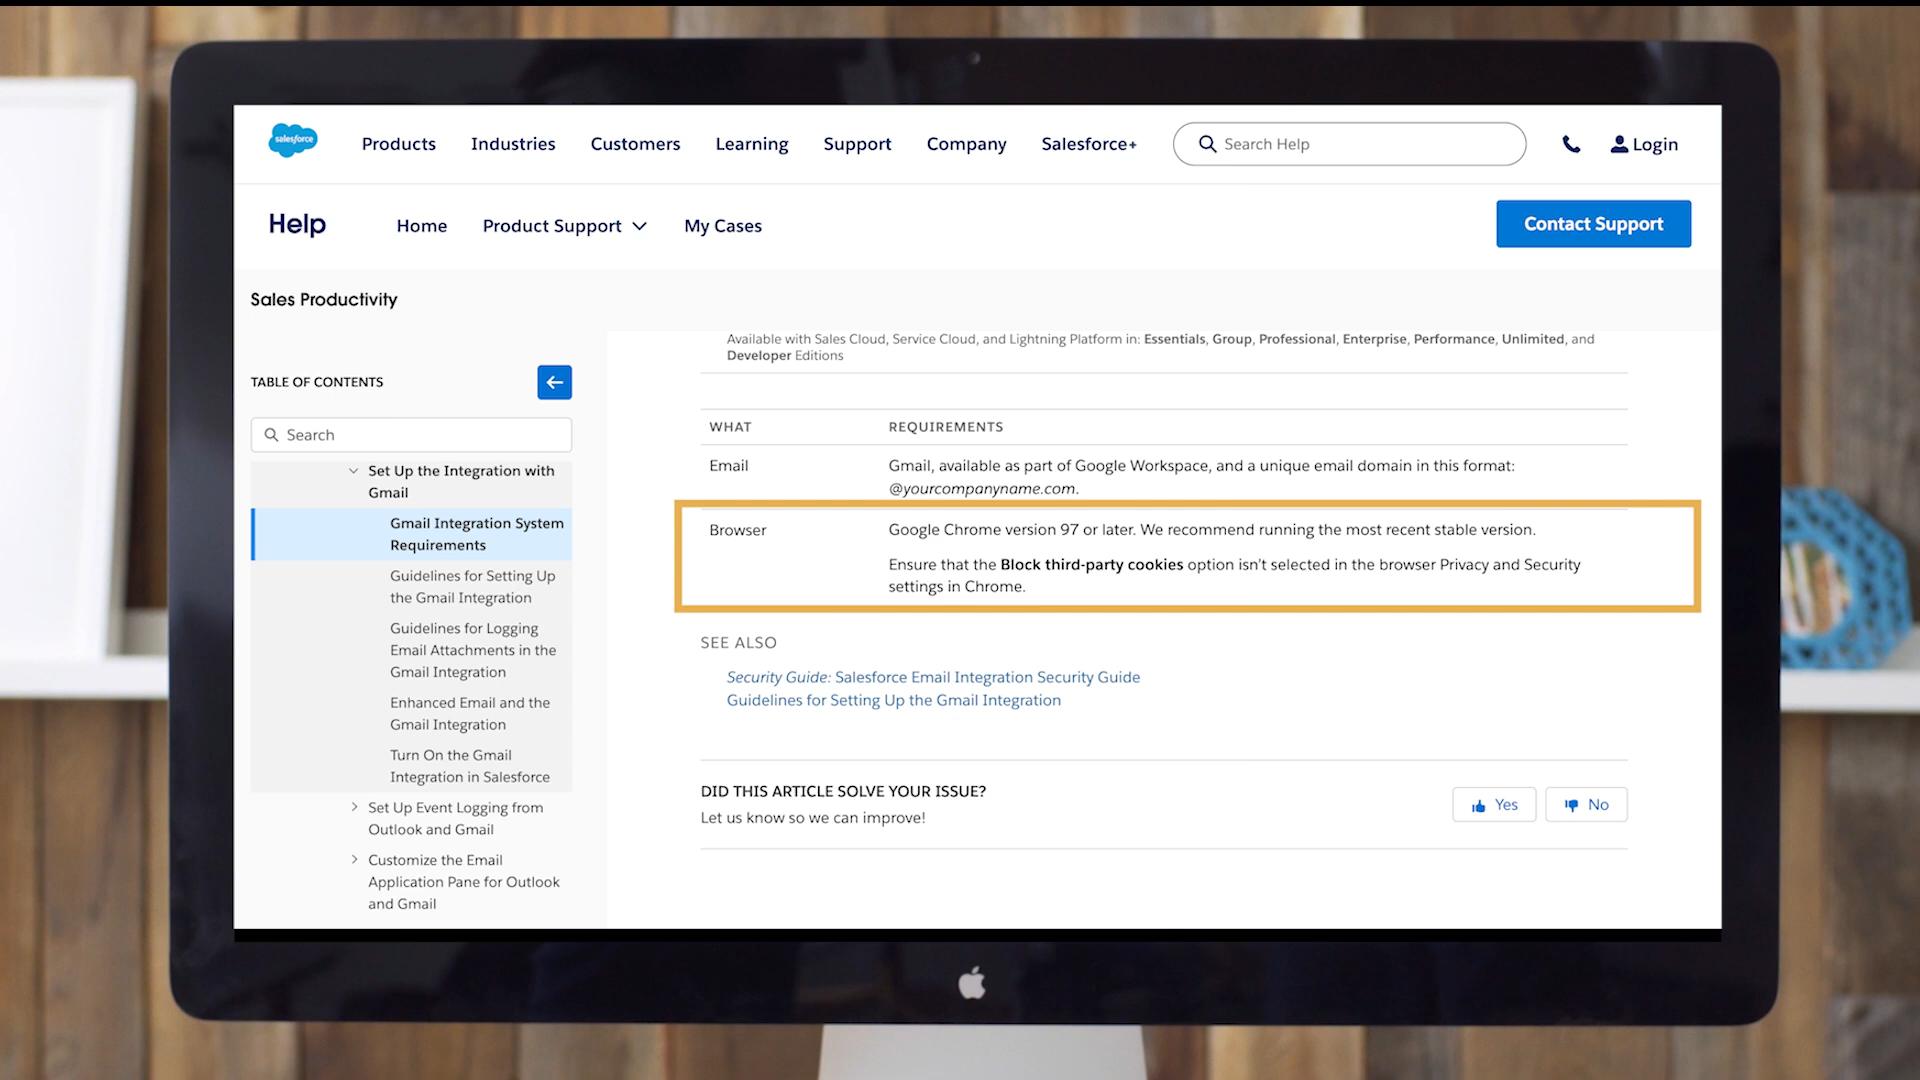 salesforce
Products Industries Customers Learning Support Company Salesforce+ Search Help Login
Help Home Product Support My Cases Contact Support
Sales Productivity
TABLE OF CONTENTS
Search
Set Up the Integration with
Gmail
Gmail Integration System
Requirements
Guidelines for Setting Up
the Gmail Integration
Guidelines for Logging
Email Attachments in the
Gmail Integration
Enhanced Email and the
Gmail Integration
Turn On the Gmail
Integration in Salesforce
Set Up Event Logging from
Outlook and Gmail
Customize the Email
Application Pane for Outlook
and Gmail
Available with Sales Cloud, Service Cloud, and Lightning Platform in: Essentials, Group, Professional, Enterprise, Performance, Unlimited, and
Developer Editions
WHAT REQUIREMENTS
Email Gmail, available as part of Google Workspace, and a unique email domain in this format:
@yourcompanyname.com.
Browser Google Chrome version 97 or later. We recommend running the most recent stable version.
Ensure that the Block third-party cookies option isn't selected in the browser Privacy and Security
settings in Chrome.
SEE ALSO
Security Guide: Salesforce Email Integration Security Guide
Guidelines for Setting Up the Gmail Integration
DID THIS ARTICLE SOLVE YOUR ISSUE?
Let us know so we can improve!
Yes No